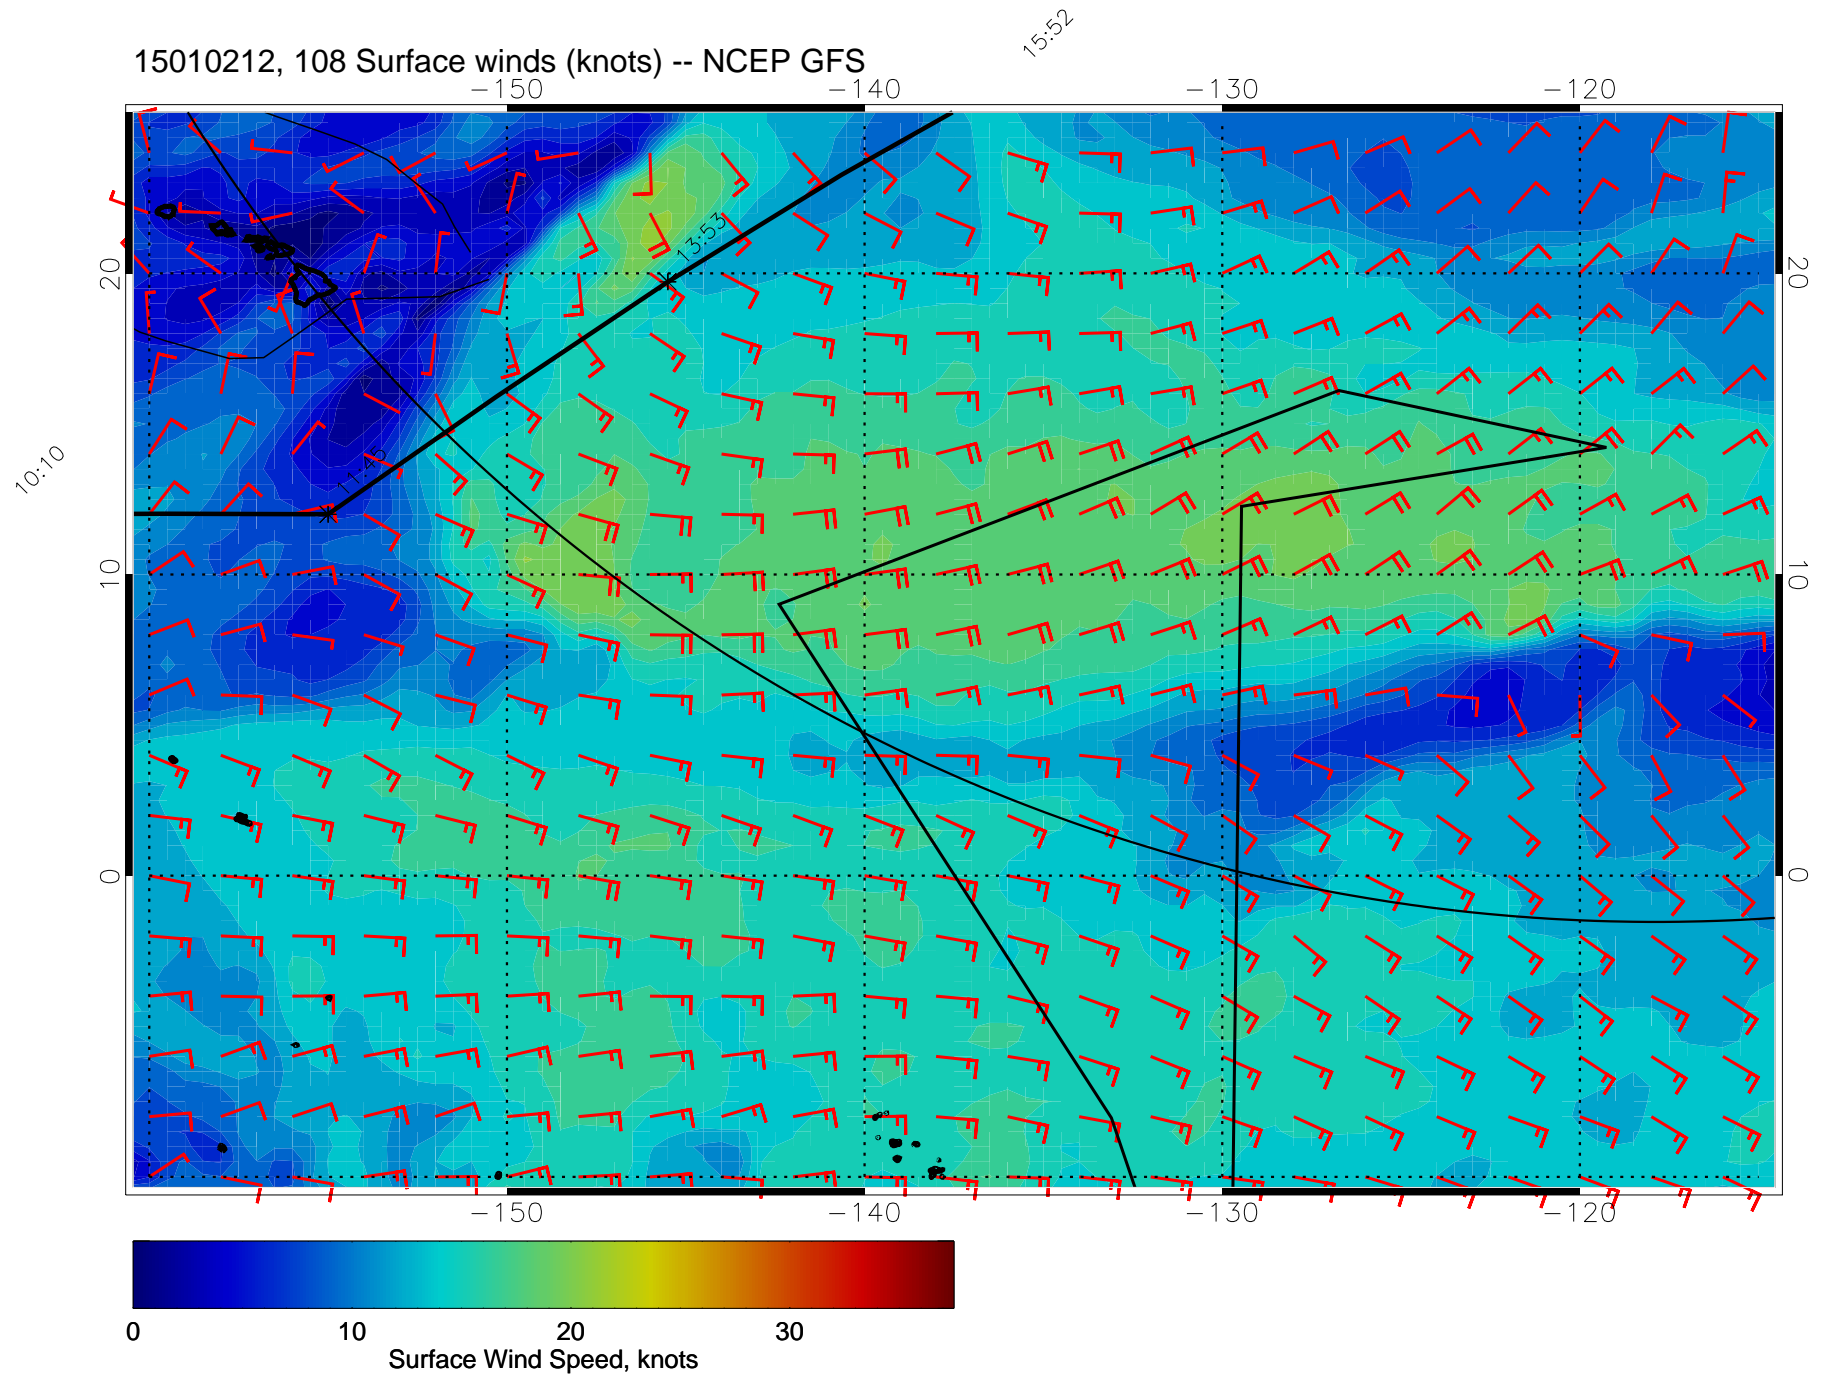 15:52
15010212, 108 Surface winds (knots) -- NCEP GFS
-150 -140 -130 -120
13:53
20 20
11:45
10:10
10 10
0 0
-150 -140 -130 -120
0 10 20 30
Surface Wind Speed, knots